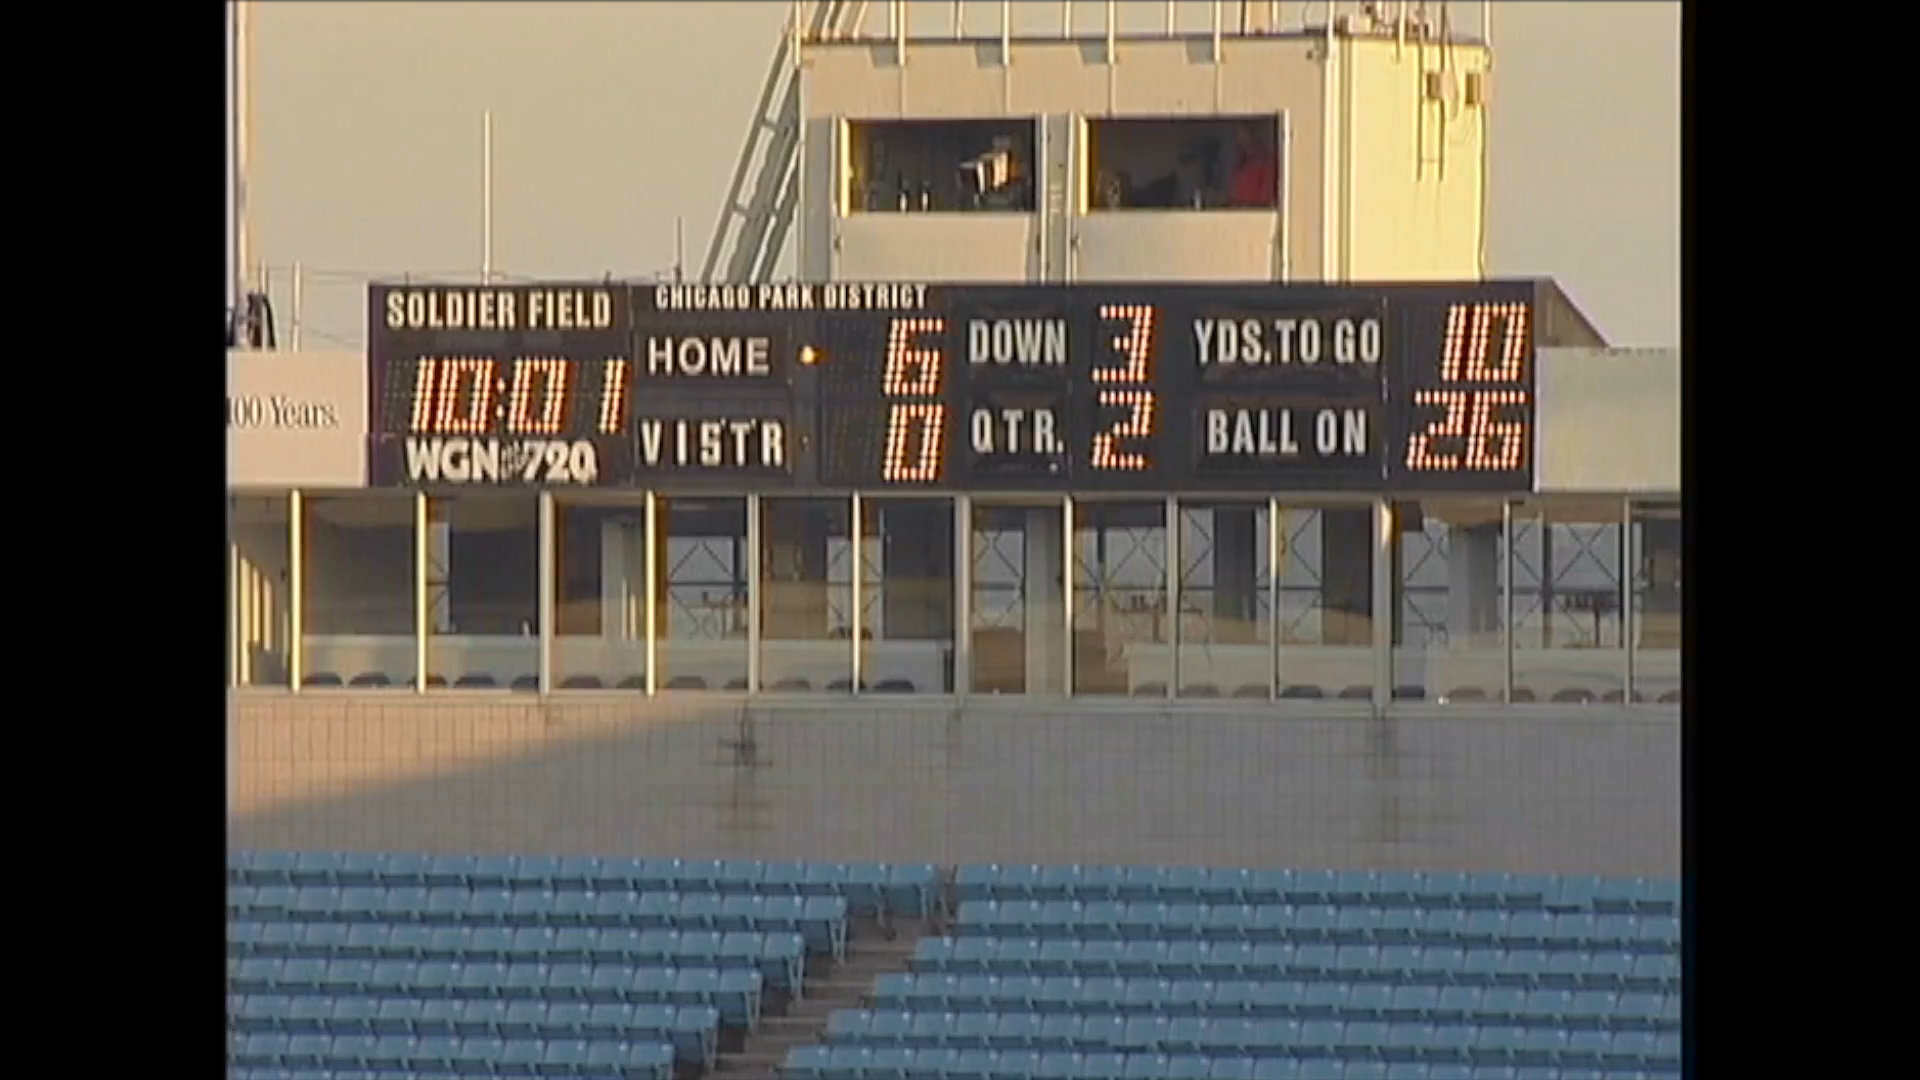 SOLDIER FIELD
CHICAGO PARK DISTRICT
10:01
HOME 6
DOWN 3
YDS.TO GO 10
VISTR 0
QTR. 2
BALL ON 26
WGN 720
100 Years.